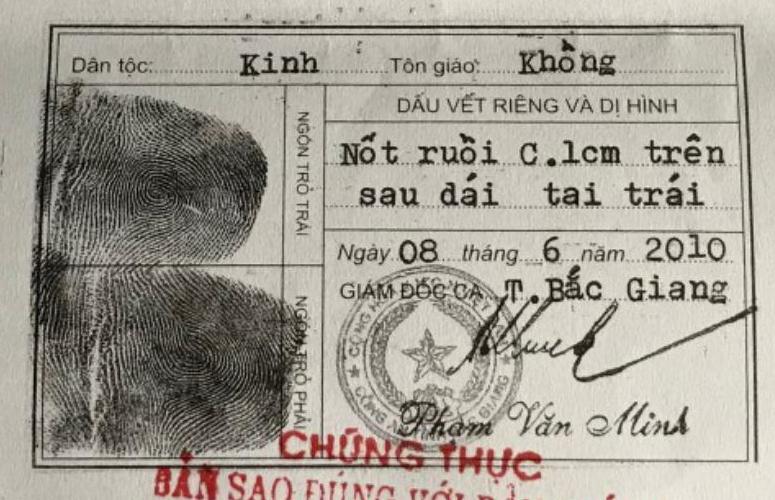 Dân tộc: Kinh Tôn giáo: Không
DẤU VẾT RIÊNG VÀ DỊ HÌNH
NGÓN TRỎ TRÁI
Nốt ruồi C.1cm trên
sau dái tai trái
Ngày 08 tháng 6 năm 2010
GIÁM ĐỐC CA T.Bắc Giang
NGÓN TRỎ PHẢI
Phạm Văn Minh
CHỨNG THỰC
BẢN SAO ĐÚNG VỚI